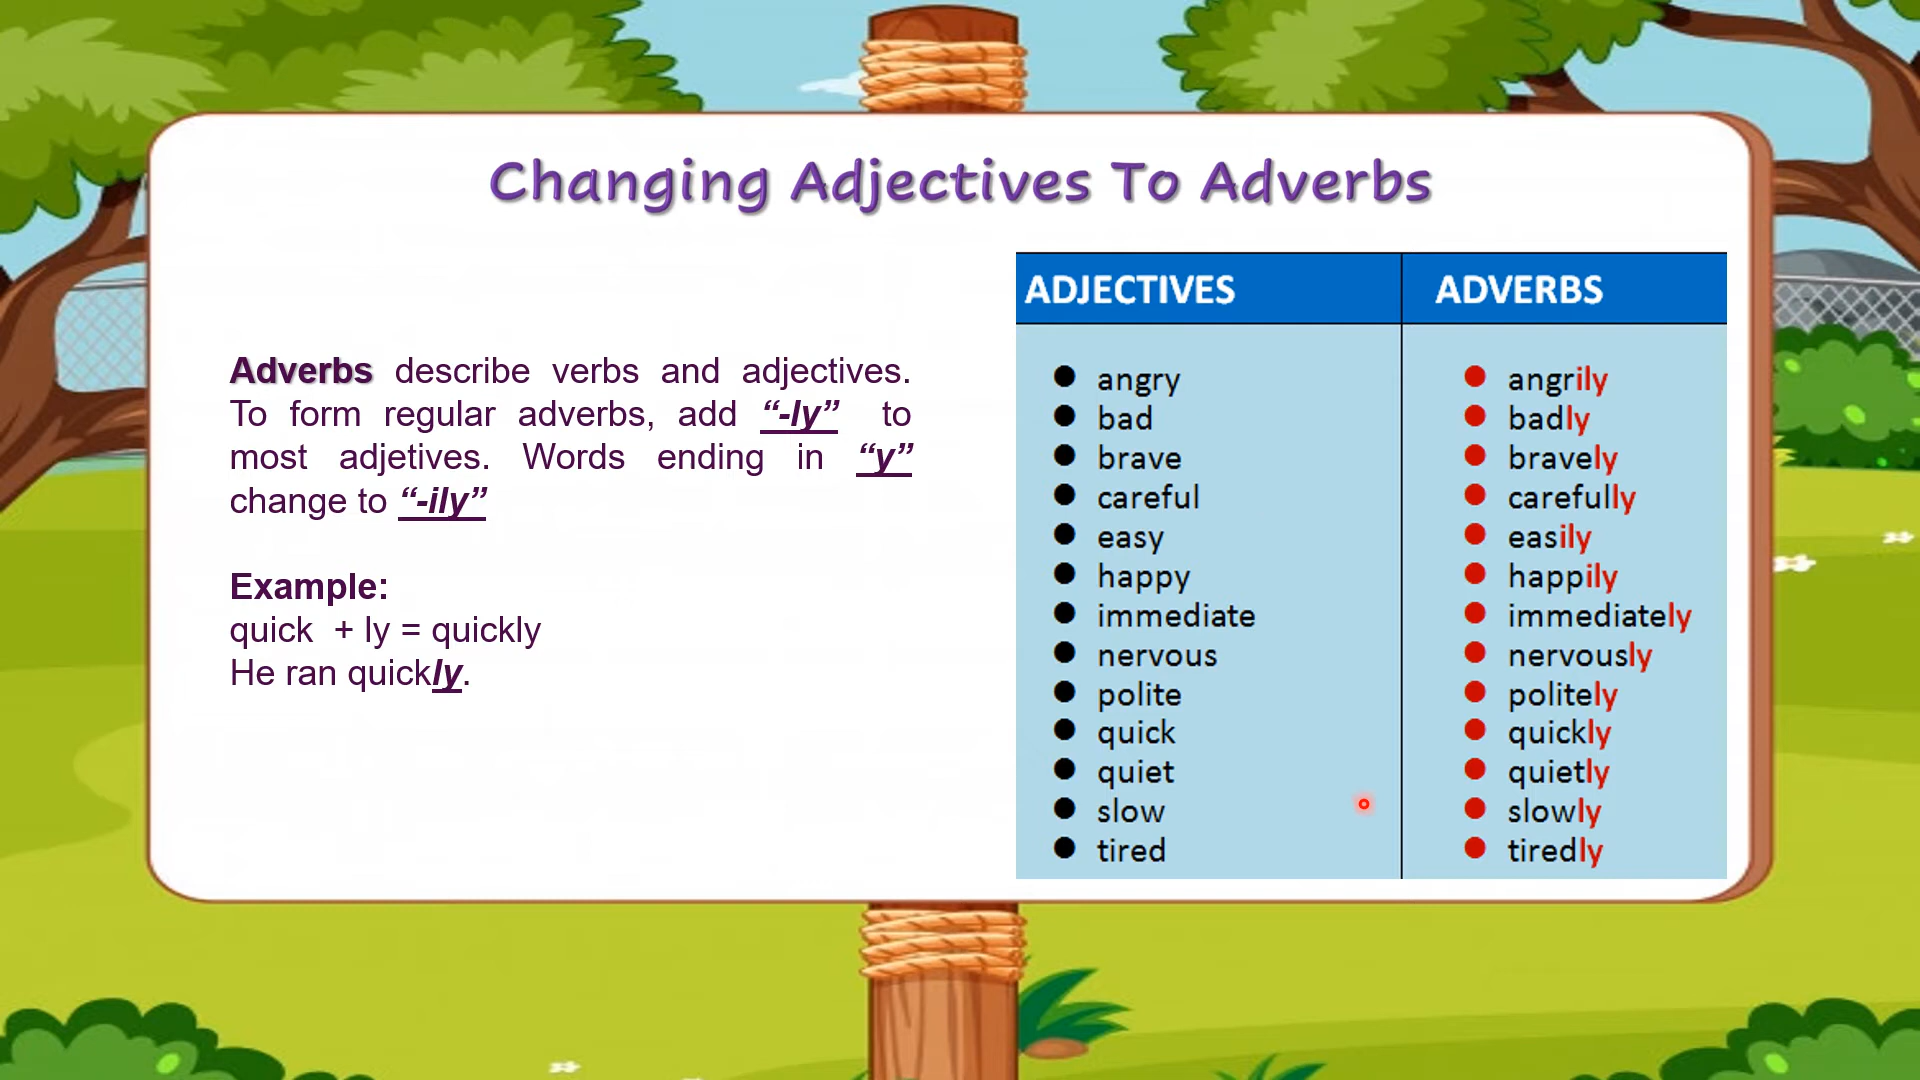 Changing Adjectives To Adverbs
Adverbs describe verbs and adjectives.
To form regular adverbs, add “-ly” to
most adjetives. Words ending in “y”
change to “-ily”
Example:
quick + ly = quickly
He ran quickly.
ADJECTIVES ADVERBS
angry angrily
bad badly
brave bravely
careful carefully
easy easily
happy happily
immediate immediately
nervous nervously
polite politely
quick quickly
quiet quietly
slow slowly
tired tiredly